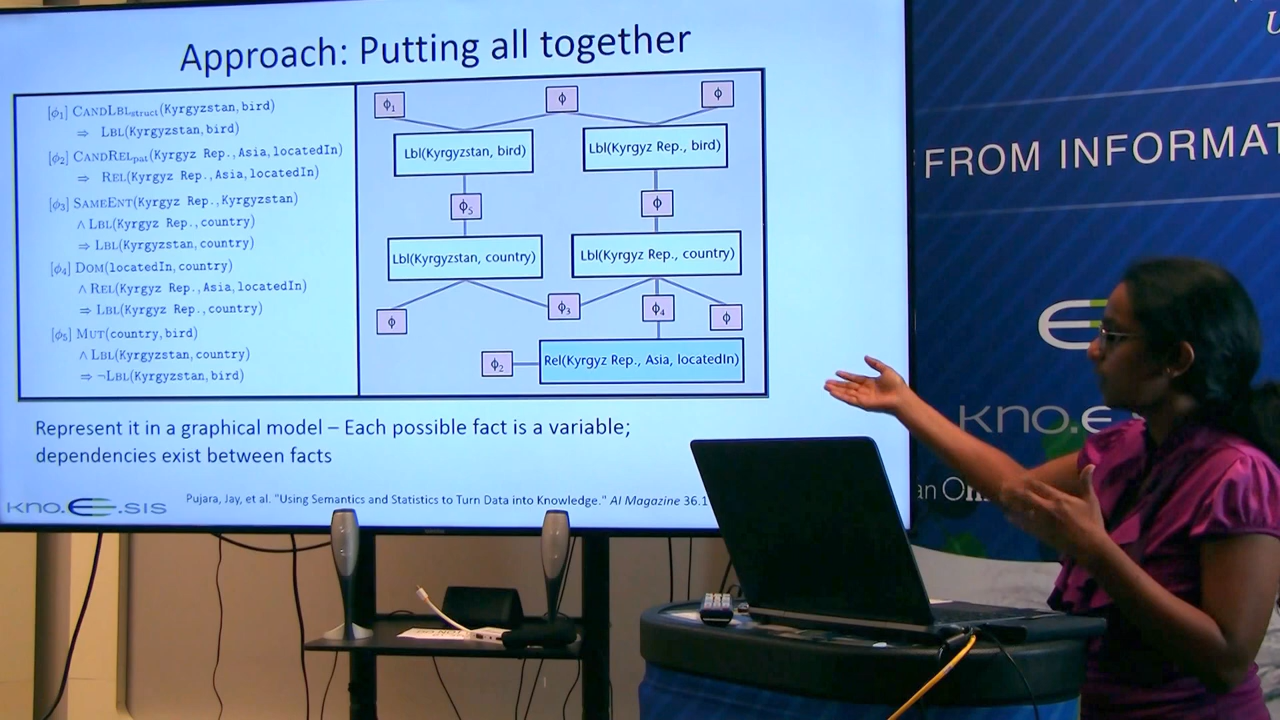 Approach: Putting all together
[ϕ₁] CANDLBLstruct(Kyrgyzstan, bird)
⇒ LBL(Kyrgyzstan, bird)
[ϕ₂] CANDRELpat(Kyrgyz Rep., Asia, locatedIn)
⇒ REL(Kyrgyz Rep., Asia, locatedIn)
[ϕ₃] SAMEENT(Kyrgyz Rep., Kyrgyzstan)
∧ LBL(Kyrgyz Rep., country)
⇒ LBL(Kyrgyzstan, country)
[ϕ₄] DOM(locatedIn, country)
∧ REL(Kyrgyz Rep., Asia, locatedIn)
⇒ LBL(Kyrgyz Rep., country)
[ϕ₅] MUT(country, bird)
∧ LBL(Kyrgyzstan, country)
⇒ ¬LBL(Kyrgyzstan, bird)
ϕ₁ ϕ ϕ
Lbl(Kyrgyzstan, bird) Lbl(Kyrgyz Rep., bird)
ϕ₅ ϕ
Lbl(Kyrgyzstan, country) Lbl(Kyrgyz Rep., country)
ϕ ϕ₃ ϕ₄ ϕ
ϕ₂ Rel(Kyrgyz Rep., Asia, locatedIn)
Represent it in a graphical model – Each possible fact is a variable;
dependencies exist between facts
kno.e.sis
Pujara, Jay, et al. "Using Semantics and Statistics to Turn Data into Knowledge." AI Magazine 36.1
FROM INFORMAT
kno.e
an